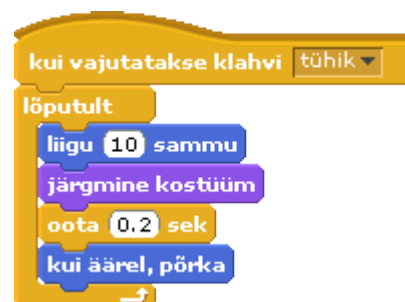 kui vajutatakse klahvi tühik
lõputult
liigu 10 sammu
järgmine kostüüm
oota 0.2 sek
kui äärel, põrka